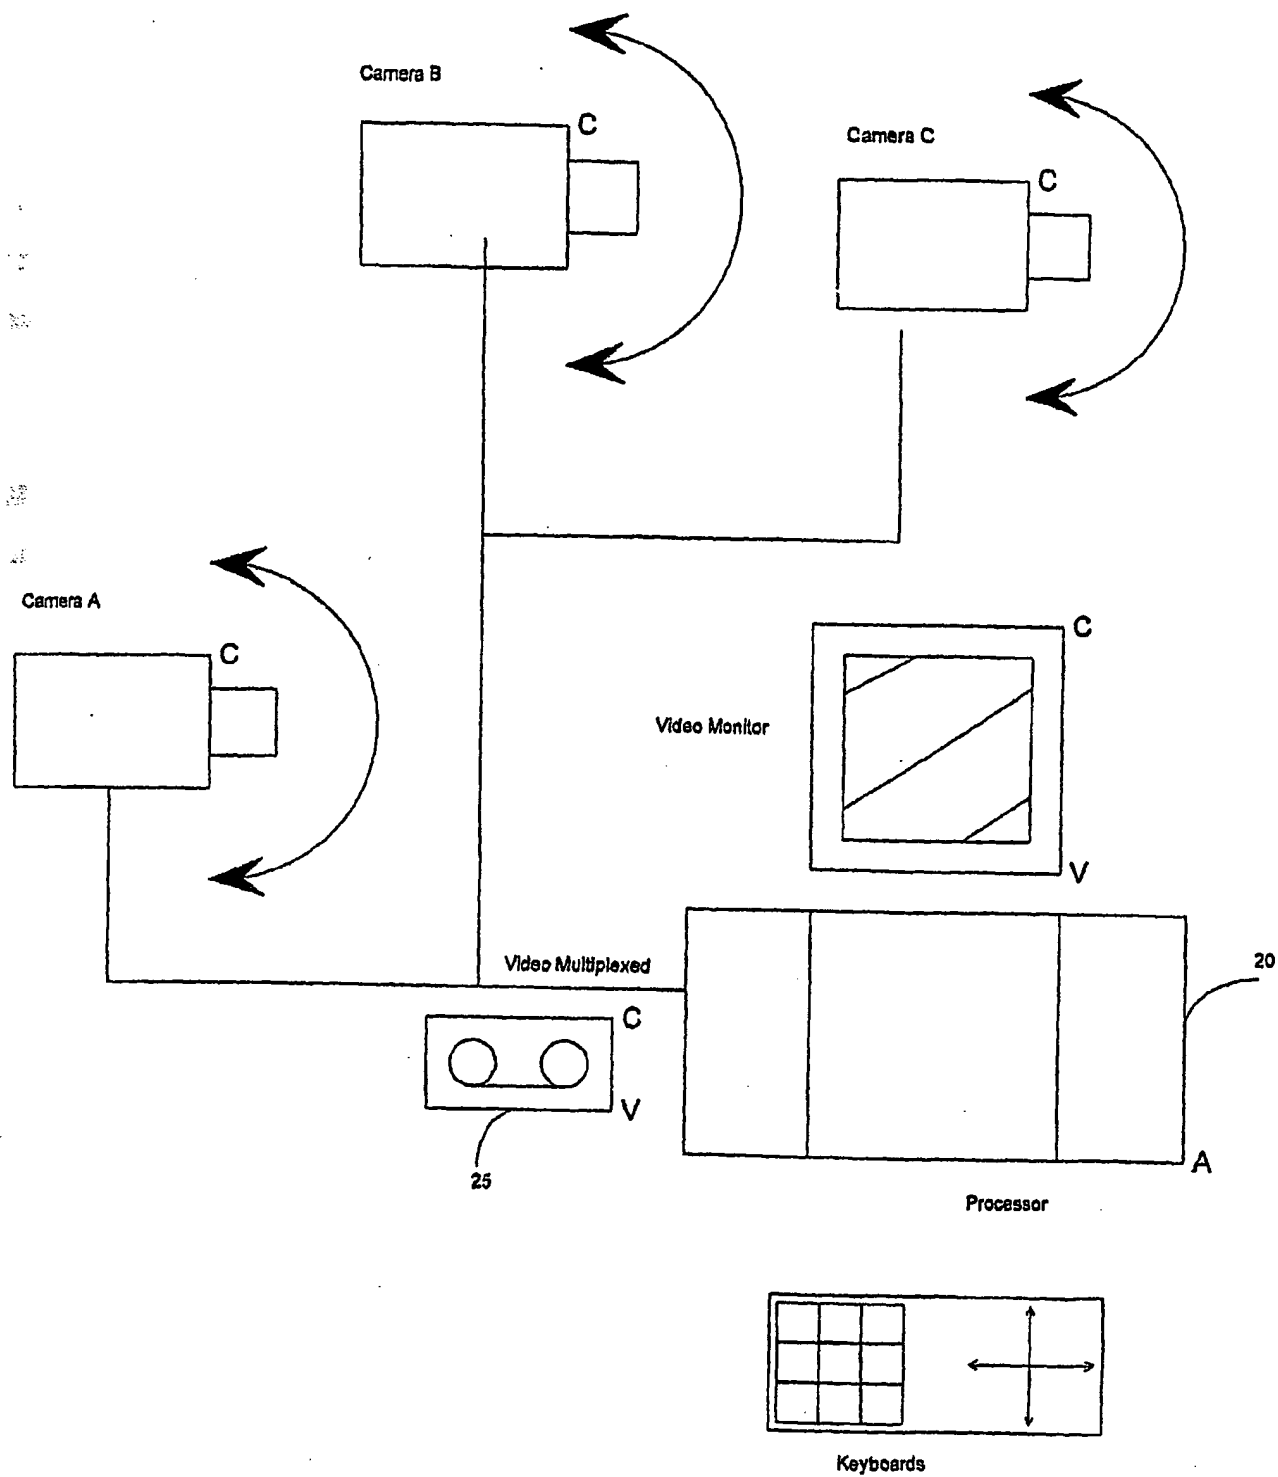 Camera B
C
Camera C
C
Camera A
C
C
Video Monitor
V
Video Multiplexed
20
C
V
25
A
Processor
Keyboards